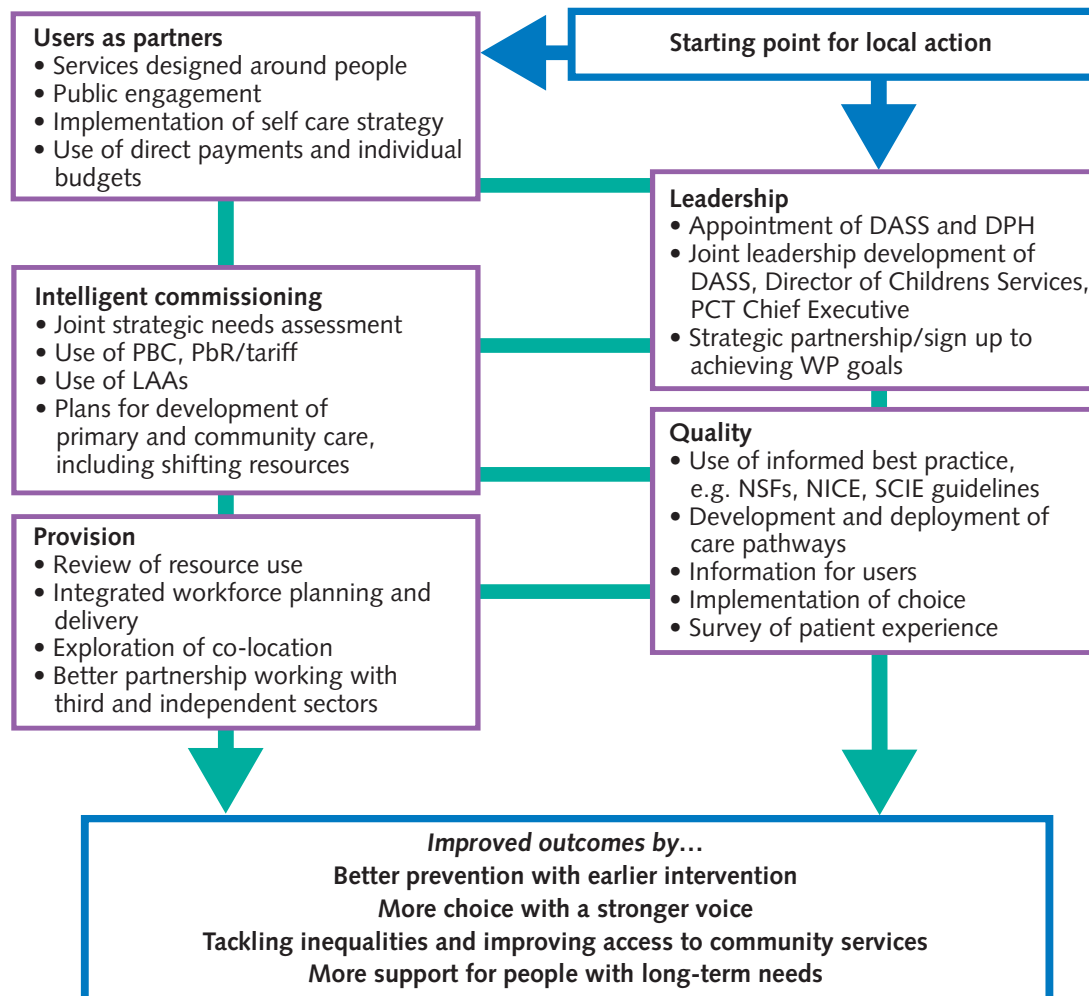 Starting point for local action
Users as partners
• Services designed around people
• Public engagement
• Implementation of self care strategy
• Use of direct payments and individual
budgets
Leadership
• Appointment of DASS and DPH
• Joint leadership development of
DASS, Director of Childrens Services,
PCT Chief Executive
• Strategic partnership/sign up to
achieving WP goals
Intelligent commissioning
• Joint strategic needs assessment
• Use of PBC, PbR/tariff
• Use of LAAs
• Plans for development of
primary and community care,
including shifting resources
Quality
• Use of informed best practice,
e.g. NSFs, NICE, SCIE guidelines
• Development and deployment of
care pathways
• Information for users
• Implementation of choice
• Survey of patient experience
Provision
• Review of resource use
• Integrated workforce planning and
delivery
• Exploration of co-location
• Better partnership working with
third and independent sectors
Improved outcomes by…
Better prevention with earlier intervention
More choice with a stronger voice
Tackling inequalities and improving access to community services
More support for people with long-term needs